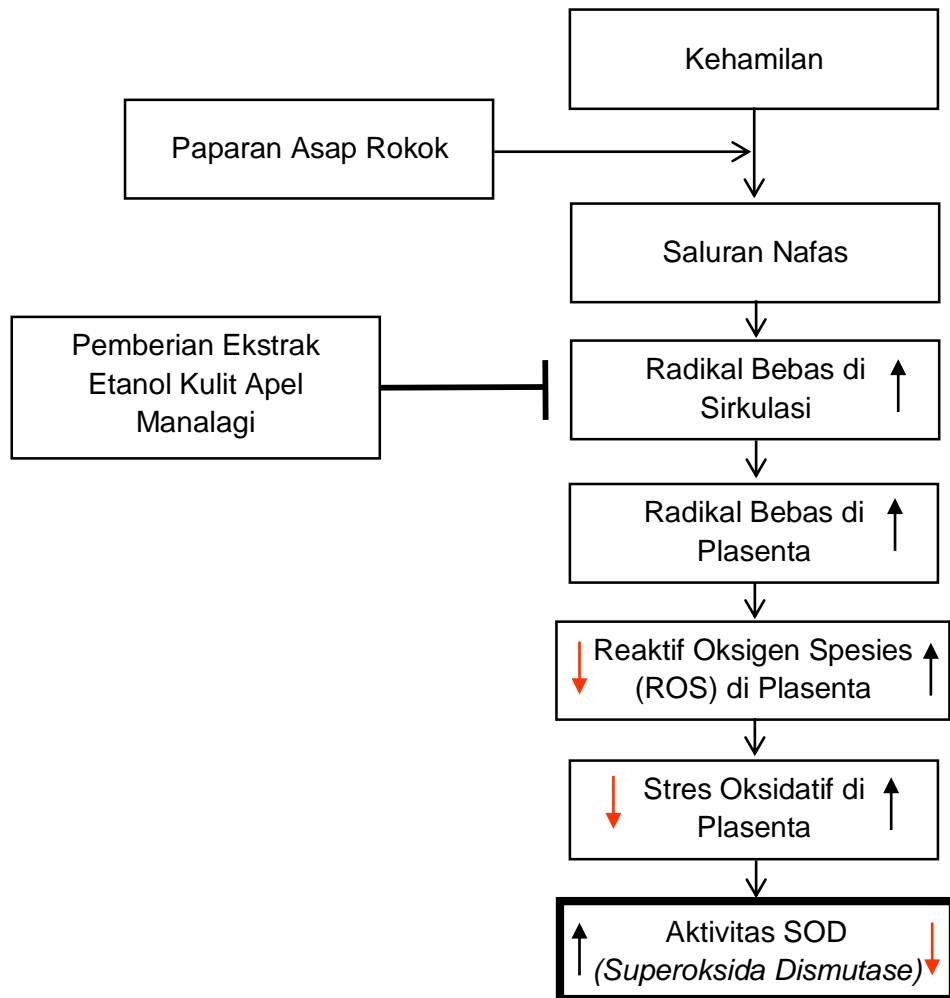 Kehamilan
Paparan Asap Rokok
Saluran Nafas
Pemberian Ekstrak
Etanol Kulit Apel
Manalagi
Radikal Bebas di
Sirkulasi
Radikal Bebas di
Plasenta
Reaktif Oksigen Spesies
(ROS) di Plasenta
Stres Oksidatif di
Plasenta
Aktivitas SOD
(Superoksida Dismutase)